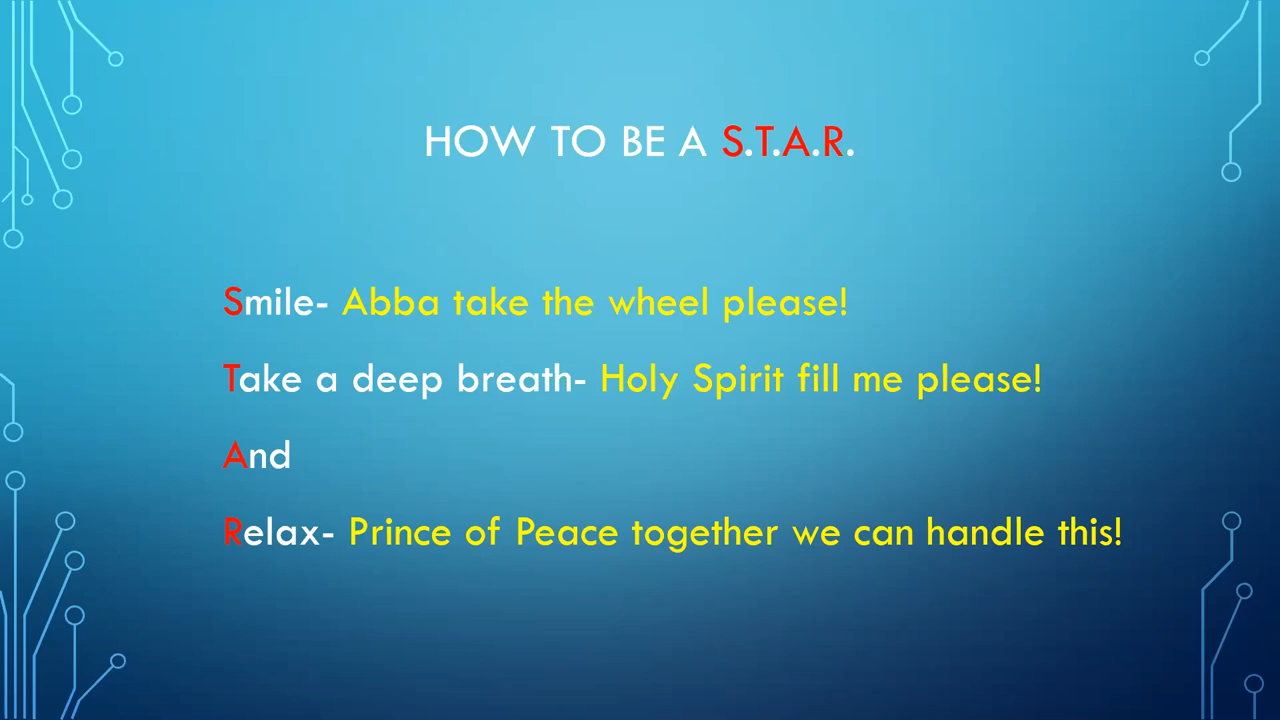 HOW TO BE A S.T.A.R.
Smile- Abba take the wheel please!
Take a deep breath- Holy Spirit fill me please!
And
Relax- Prince of Peace together we can handle this!